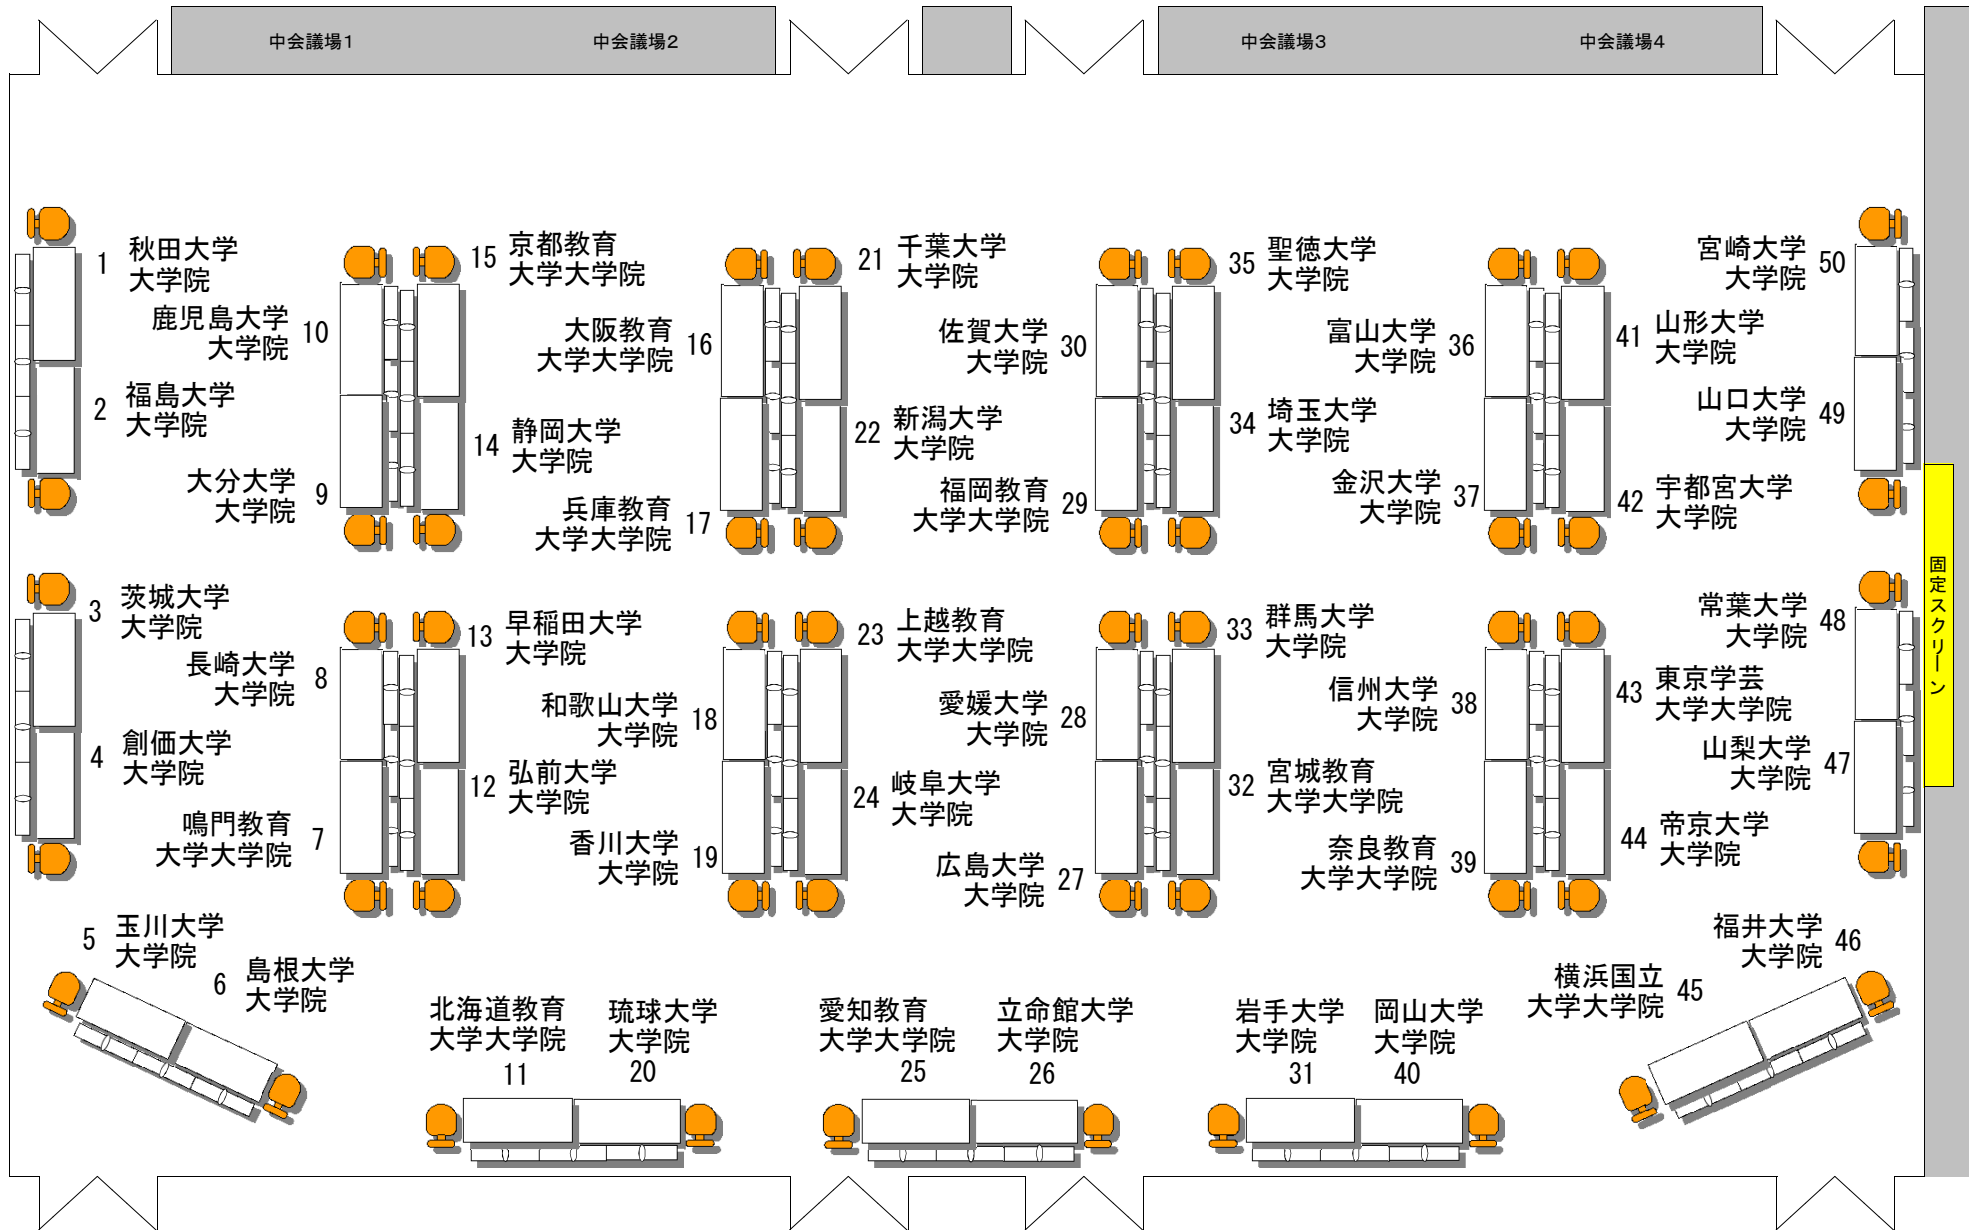 中会議場1
中会議場2
中会議場3
中会議場4
1
秋田大学
大学院
2
福島大学
大学院
3
茨城大学
大学院
4
創価大学
大学院
5
玉川大学
大学院
6
島根大学
大学院
鳴門教育
大学大学院
7
長崎大学
大学院
8
大分大学
大学院
9
鹿児島大学
大学院
10
北海道教育
大学大学院
11
12
弘前大学
大学院
13
早稲田大学
大学院
14
静岡大学
大学院
15
京都教育
大学大学院
大阪教育
大学大学院
16
兵庫教育
大学大学院
17
和歌山大学
大学院
18
香川大学
大学院
19
琉球大学
大学院
20
21
千葉大学
大学院
22
新潟大学
大学院
23
上越教育
大学大学院
24
岐阜大学
大学院
愛知教育
大学大学院
25
立命館大学
大学院
26
広島大学
大学院
27
愛媛大学
大学院
28
福岡教育
大学大学院
29
佐賀大学
大学院
30
岩手大学
大学院
31
32
宮城教育
大学大学院
33
群馬大学
大学院
34
埼玉大学
大学院
35
聖徳大学
大学院
富山大学
大学院
36
金沢大学
大学院
37
信州大学
大学院
38
奈良教育
大学大学院
39
岡山大学
大学院
40
41
山形大学
大学院
42
宇都宮大学
大学院
43
東京学芸
大学大学院
44
帝京大学
大学院
横浜国立
大学大学院
45
福井大学
大学院
46
山梨大学
大学院
47
常葉大学
大学院
48
山口大学
大学院
49
宮崎大学
大学院
50
固定スクリーン